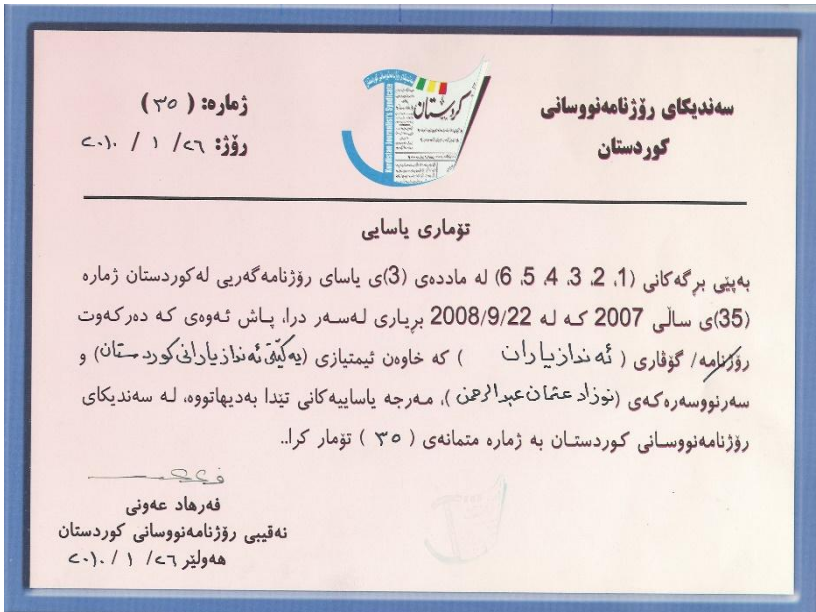 سەندیکای رۆژنامەنووسانی
کوردستان
کردستان
Kurdistan Journalist's Syndicate
ژمارە: ( ٣٥ )
رۆژ: ٢٦/ ١ / ٢٠١٠
تۆماری یاسایی
بەپێی برگەکانی (1، 2، 3، 4، 5، 6) لە ماددەی (3)ی یاسای رۆژنامەگەریی لەکوردستان ژمارە
(35)ی ساڵی 2007 کە لە 2008/9/22 بریاری لەسەر درا، پاش ئەوەی کە دەرکەوت
رۆژنامە/ گۆڤاری ( ئەندازیاران ) کە خاوەن ئیمتیازی (یەکێتی ئەندازیارانی کوردستان) و
سەرنووسەرەکەی (نوزاد عثمان عبدالرحمن)، مەرجە یاساییەکانی تێدا بەدیهاتووە، لە سەندیکای
رۆژنامەنووسانی کوردستان بە ژمارە متمانەی ( ٣٥ ) تۆمار کرا..
فەرهاد عەونی
نەقیبی رۆژنامەنووسانی کوردستان
هەولێر ٢٦/ ١ / ٢٠١٠